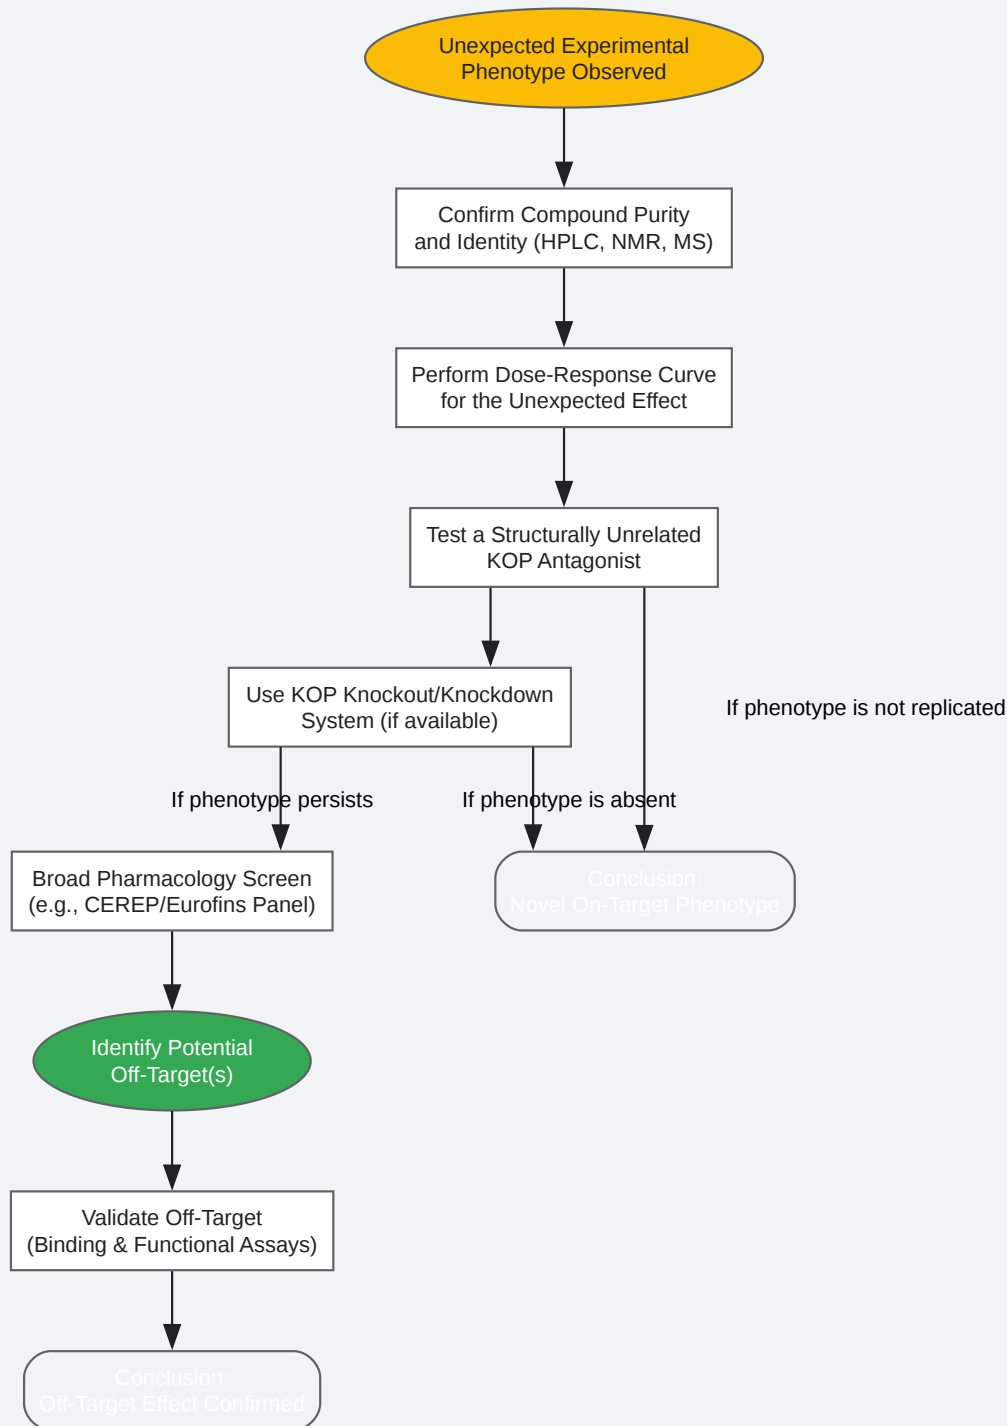 Unexpected Experimental
Phenotype Observed
Confirm Compound Purity
and Identity (HPLC, NMR, MS)
Perform Dose-Response Curve
for the Unexpected Effect
Test a Structurally Unrelated
KOP Antagonist
Use KOP Knockout/Knockdown
System (if available)
If phenotype is not replicated
If phenotype persists
If phenotype is absent
Broad Pharmacology Screen
(e.g., CEREP/Eurofins Panel)
Conclusion:
Novel On-Target Phenotype
Identify Potential
Off-Target(s)
Validate Off-Target
(Binding & Functional Assays)
Conclusion:
Off-Target Effect Confirmed